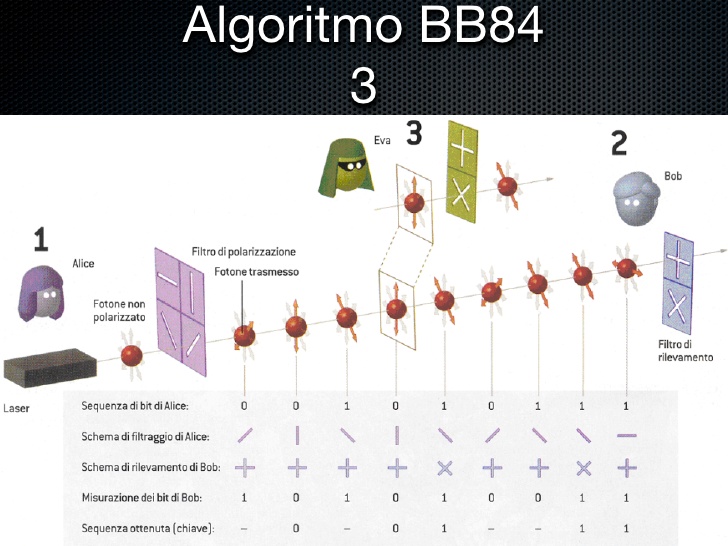 Algoritmo BB84
3
Eva
3
2
Bob
1
Alice
Filtro di polarizzazione
Fotone trasmesso
Fotone non
polarizzato
Filtro di
rilevamento
Laser
Sequenza di bit di Alice: 0 0 1 0 1 0 1 1 1
Schema di filtraggio di Alice: / | \ | \ / \ \ —
Schema di rilevamento di Bob: + + + + × + + × +
Misurazione dei bit di Bob: 1 0 1 0 1 0 0 1 1
Sequenza ottenuta (chiave): – 0 – 0 1 – – 1 1